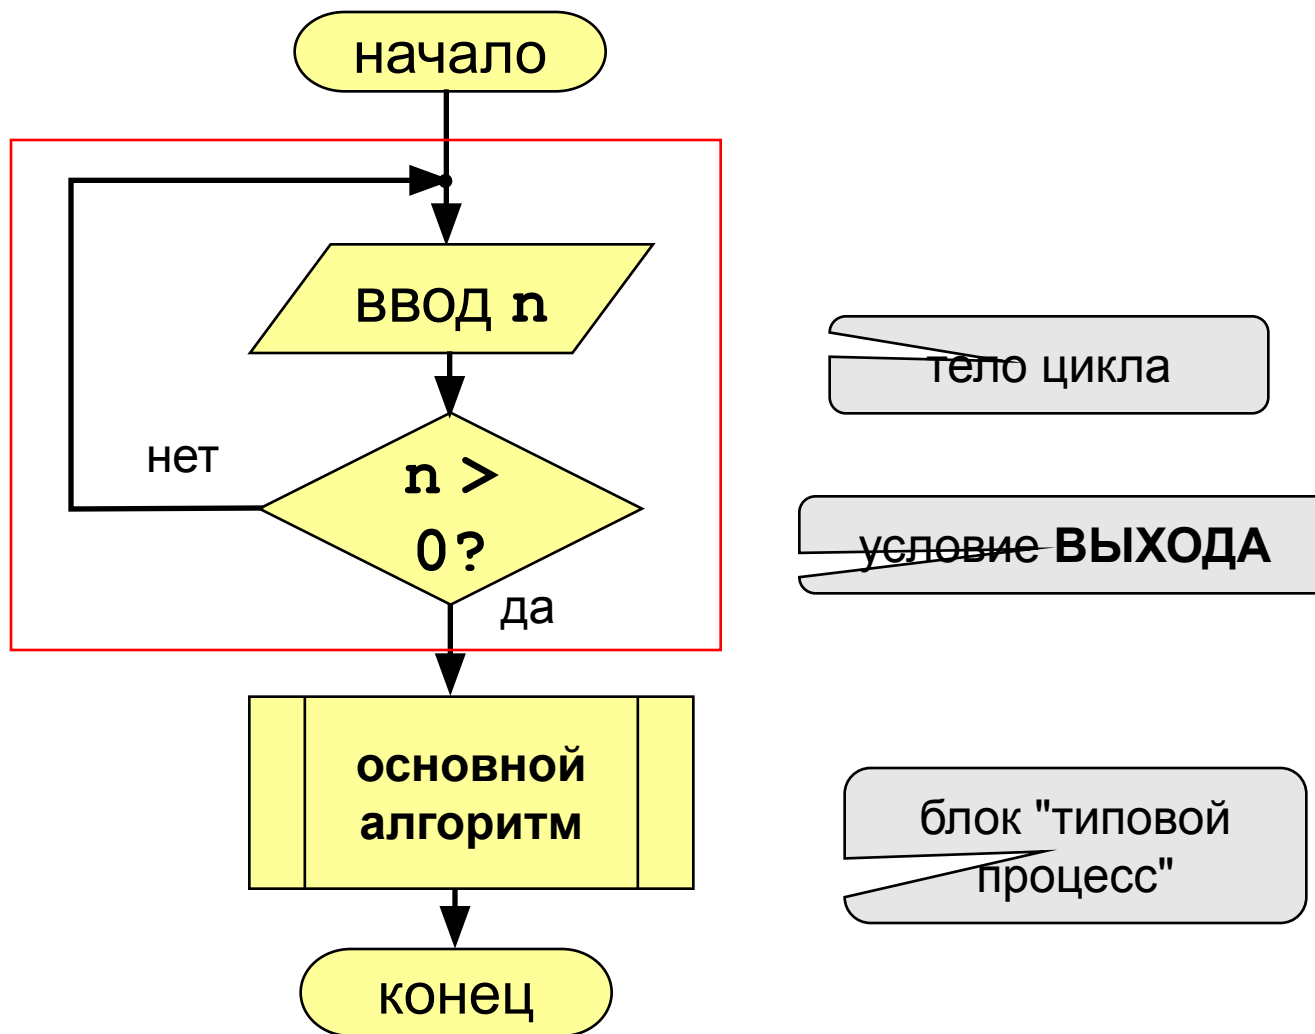 начало
ввод n
тело цикла
нет
n >
0?
условие ВЫХОДА
да
основной
алгоритм
блок "типовой
процесс"
конец